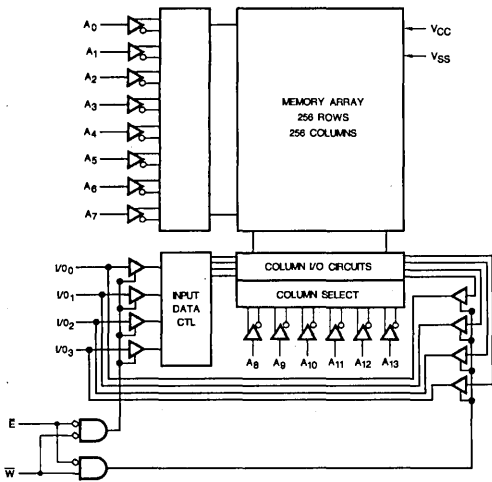 A0
A1
A2
A3
A4
A5
A6
A7
VCC
VSS
MEMORY ARRAY
256 ROWS
256 COLUMNS
I/O0
I/O1
I/O2
I/O3
INPUT
DATA
CTL
COLUMN I/O CIRCUITS
COLUMN SELECT
A8 A9 A10 A11 A12 A13
E̅
W̅